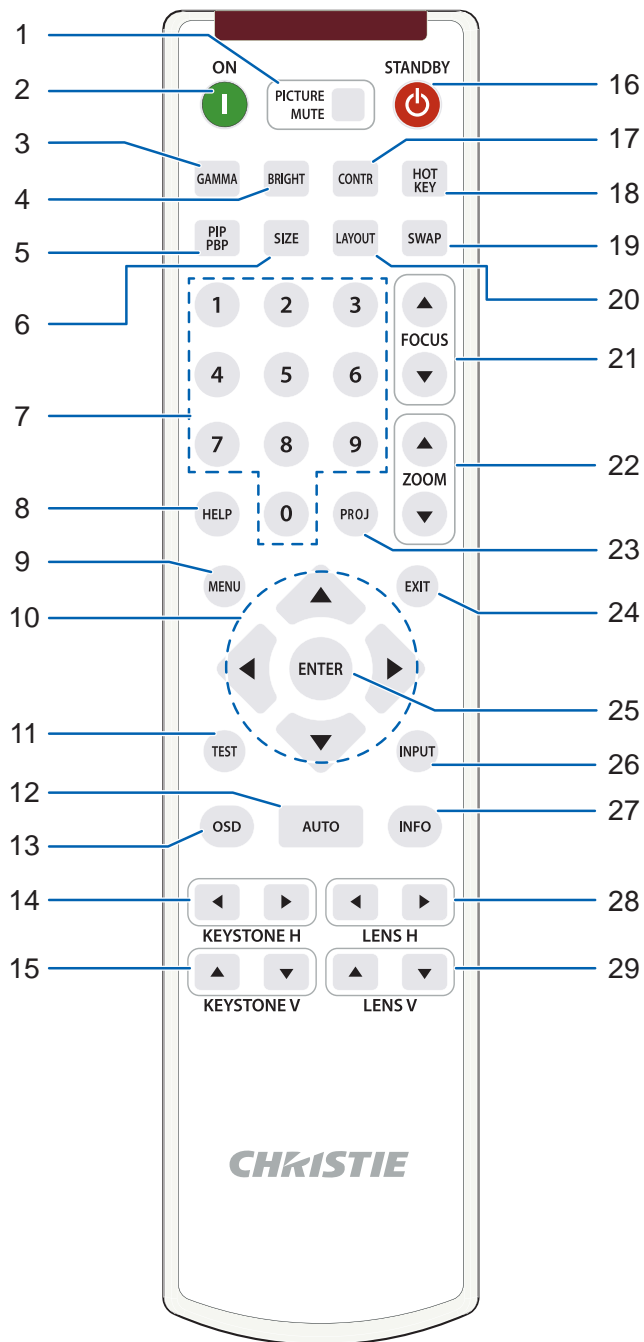 1
ON
STANDBY
2
PICTURE
MUTE
16
3
17
GAMMA
BRIGHT
CONTR
HOT
KEY
4
18
5
PIP
PBP
SIZE
LAYOUT
SWAP
19
6
20
1 2 3
FOCUS
21
4 5 6
7
7 8 9
ZOOM
22
8
HELP
0
PROJ
23
9
MENU
EXIT
24
10
ENTER
25
11
TEST
INPUT
26
12
27
OSD
AUTO
INFO
13
14
28
KEYSTONE H
LENS H
15
29
KEYSTONE V
LENS V
CHRISTIE